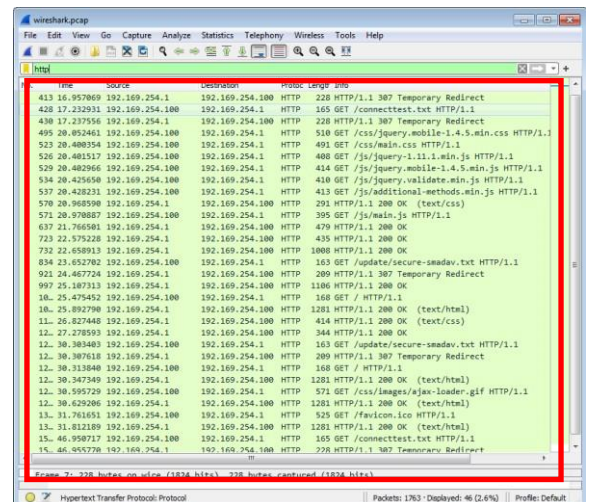 wireshark.pcap
File Edit View Go Capture Analyze Statistics Telephony Wireless Tools Help
http
Time Source Destination Protoc Lengtr Info
413 16.957069 192.169.254.1 192.169.254.100 HTTP 228 HTTP/1.1 307 Temporary Redirect
428 17.232931 192.169.254.100 192.169.254.1 HTTP 165 GET /connecttest.txt HTTP/1.1
430 17.237556 192.169.254.1 192.169.254.100 HTTP 228 HTTP/1.1 307 Temporary Redirect
495 20.052461 192.169.254.100 192.169.254.1 HTTP 510 GET /css/jquery.mobile-1.4.5.min.css HTTP/1.1
523 20.400354 192.169.254.100 192.169.254.1 HTTP 491 GET /css/main.css HTTP/1.1
526 20.401517 192.169.254.100 192.169.254.1 HTTP 408 GET /js/jquery-1.11.1.min.js HTTP/1.1
529 20.402966 192.169.254.100 192.169.254.1 HTTP 414 GET /js/jquery.mobile-1.4.5.min.js HTTP/1.1
534 20.425650 192.169.254.100 192.169.254.1 HTTP 410 GET /js/jquery.validate.min.js HTTP/1.1
537 20.428231 192.169.254.100 192.169.254.1 HTTP 413 GET /js/additional-methods.min.js HTTP/1.1
570 20.968590 192.169.254.1 192.169.254.100 HTTP 291 HTTP/1.1 200 OK (text/css)
571 20.970887 192.169.254.100 192.169.254.1 HTTP 395 GET /js/main.js HTTP/1.1
637 21.766501 192.169.254.1 192.169.254.100 HTTP 479 HTTP/1.1 200 OK
723 22.575228 192.169.254.1 192.169.254.100 HTTP 435 HTTP/1.1 200 OK
732 22.658913 192.169.254.1 192.169.254.100 HTTP 1008 HTTP/1.1 200 OK
834 23.652702 192.169.254.100 192.169.254.1 HTTP 163 GET /update/secure-smadav.txt HTTP/1.1
921 24.467724 192.169.254.1 192.169.254.100 HTTP 209 HTTP/1.1 307 Temporary Redirect
997 25.107313 192.169.254.1 192.169.254.100 HTTP 1106 HTTP/1.1 200 OK
10… 25.475452 192.169.254.100 192.169.254.1 HTTP 168 GET / HTTP/1.1
10… 25.892790 192.169.254.1 192.169.254.100 HTTP 1281 HTTP/1.1 200 OK (text/html)
11… 26.827448 192.169.254.1 192.169.254.100 HTTP 414 HTTP/1.1 200 OK (text/css)
12… 27.278593 192.169.254.1 192.169.254.100 HTTP 344 HTTP/1.1 200 OK
12… 30.303403 192.169.254.100 192.169.254.1 HTTP 163 GET /update/secure-smadav.txt HTTP/1.1
12… 30.307618 192.169.254.1 192.169.254.100 HTTP 209 HTTP/1.1 307 Temporary Redirect
12… 30.313840 192.169.254.100 192.169.254.1 HTTP 168 GET / HTTP/1.1
12… 30.347349 192.169.254.1 192.169.254.100 HTTP 1281 HTTP/1.1 200 OK (text/html)
12… 30.595729 192.169.254.100 192.169.254.1 HTTP 571 GET /css/images/ajax-loader.gif HTTP/1.1
12… 30.629206 192.169.254.1 192.169.254.100 HTTP 1281 HTTP/1.1 200 OK (text/html)
13… 31.761651 192.169.254.100 192.169.254.1 HTTP 525 GET /favicon.ico HTTP/1.1
13… 31.812189 192.169.254.1 192.169.254.100 HTTP 1281 HTTP/1.1 200 OK (text/html)
15… 46.950717 192.169.254.100 192.169.254.1 HTTP 165 GET /connecttest.txt HTTP/1.1
15… 46.955770 192.169.254.1 192.169.254.100 HTTP 228 HTTP/1.1 307 Temporary Redirect
Frame 7: 228 bytes on wire (1824 bits), 228 bytes captured (1824 bits)
Hypertext Transfer Protocol: Protocol Packets: 1763 · Displayed: 46 (2.6%) Profile: Default